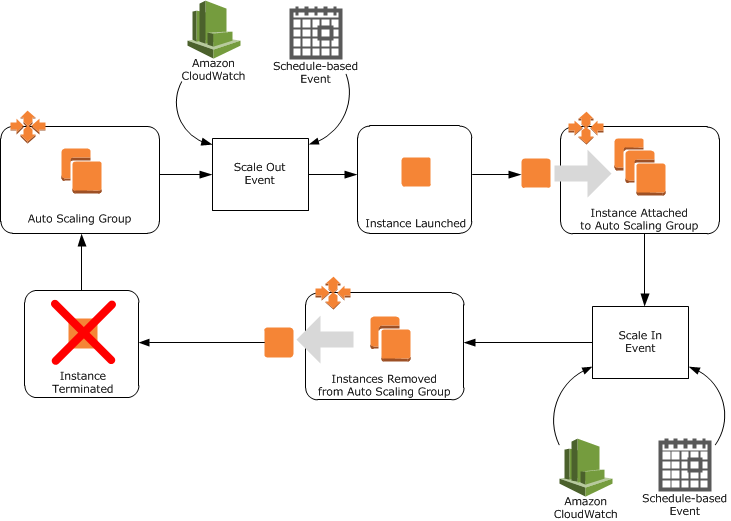 Amazon
CloudWatch
Schedule-based
Event
Auto Scaling Group
Scale Out
Event
Instance Launched
Instance Attached
to Auto Scaling Group
Instance
Terminated
Instances Removed
from Auto Scaling Group
Scale In
Event
Amazon
CloudWatch
Schedule-based
Event